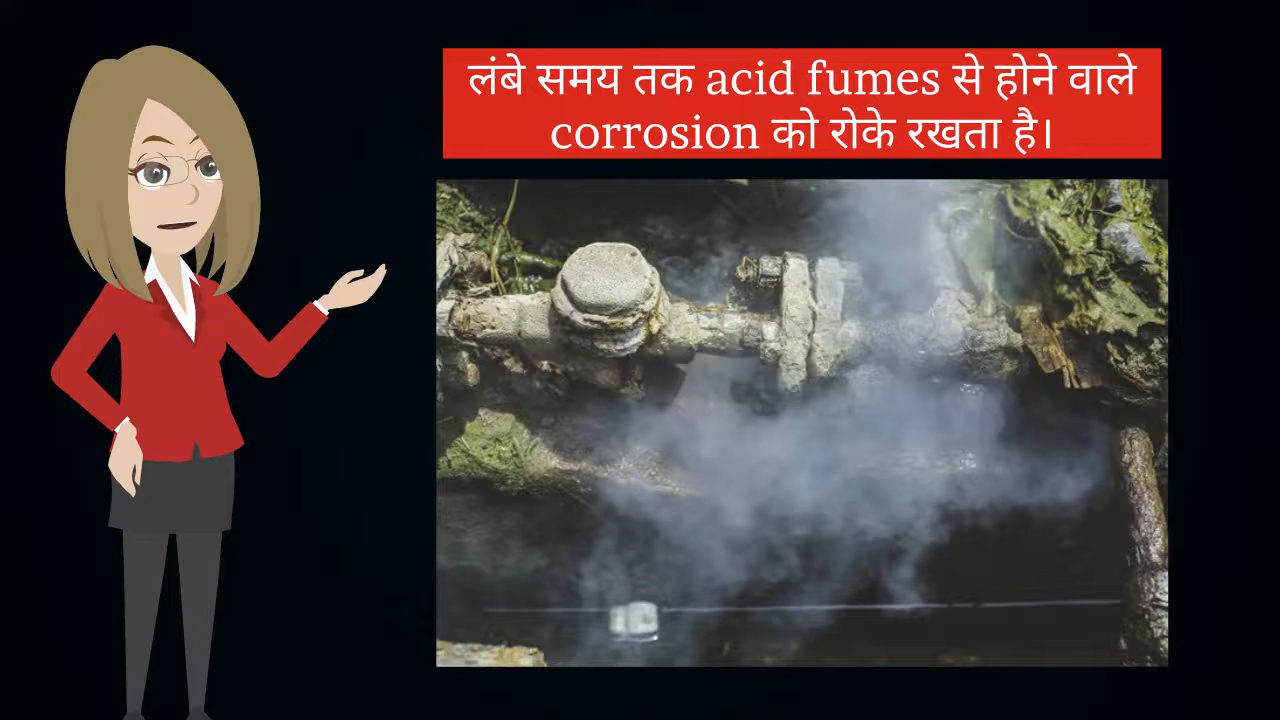 लंबे समय तक acid fumes से होने वाले
corrosion को रोके रखता है।